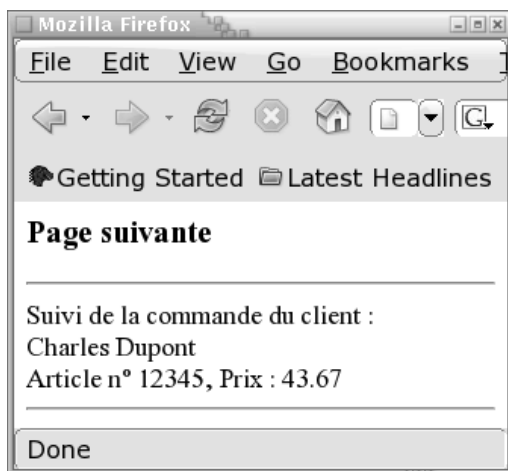 Mozilla Firefox
File Edit View Go Bookmarks
G
Getting Started Latest Headlines
Page suivante
Suivi de la commande du client :
Charles Dupont
Article n° 12345, Prix : 43.67
Done